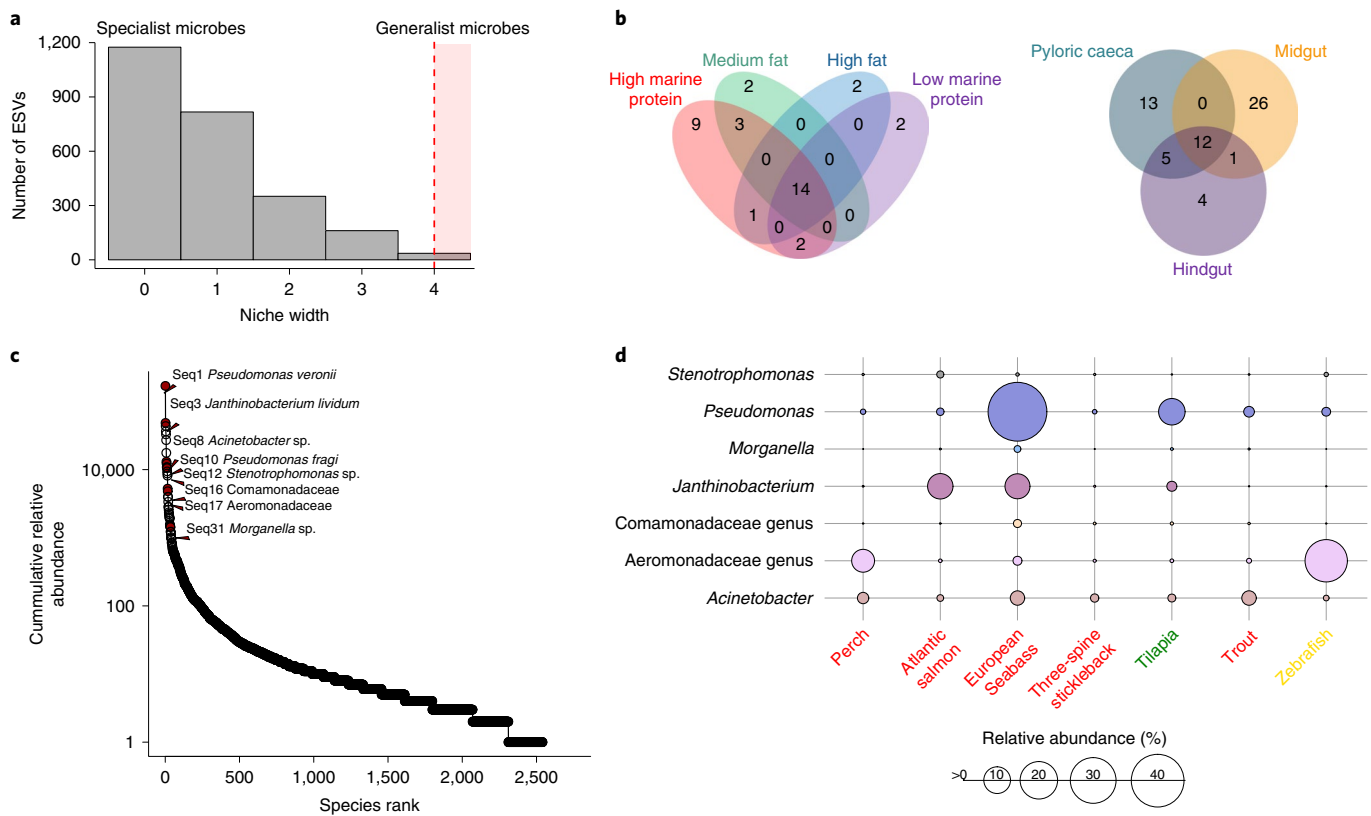 a
Specialist microbes
Generalist microbes
1,200
900
600
300
0
Number of ESVs
0 1 2 3 4
Niche width
b
Medium fat
High fat
High marine
protein
Low marine
protein
2
2
9
3
0
0
2
0
0
14
1
0
0
0
2
Pyloric caeca
Midgut
13
0
26
12
5
1
4
Hindgut
c
Seq1 Pseudomonas veronii
Seq3 Janthinobacterium lividum
Seq8 Acinetobacter sp.
Seq10 Pseudomonas fragi
Seq12 Stenotrophomonas sp.
Seq16 Comamonadaceae
Seq17 Aeromonadaceae
Seq31 Morganella sp.
10,000
100
1
Cummulative relative
abundance
0 500 1,000 1,500 2,000 2,500
Species rank
d
Stenotrophomonas
Pseudomonas
Morganella
Janthinobacterium
Comamonadaceae genus
Aeromonadaceae genus
Acinetobacter
Perch
Atlantic
salmon
European
Seabass
Three-spine
stickleback
Tilapia
Trout
Zebrafish
Relative abundance (%)
>0 10 20 30 40